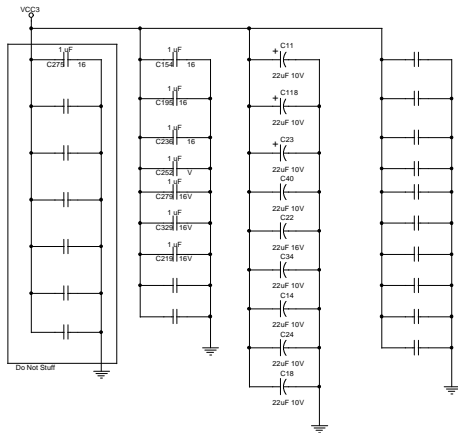 VCC3
1 uF
C275 16
Do Not Stuff
1 uF
C154 16
1 uF
C195 16
1 uF
C236 16
1 uF
C252 V
1 uF
C279 16V
1 uF
C329 16V
1 uF
C219 16V
+ C11
22uF 10V
+ C118
22uF 10V
+ C23
22uF 10V
C40
22uF 10V
C22
22uF 16V
C34
22uF 10V
C14
22uF 10V
C24
22uF 10V
C18
22uF 10V